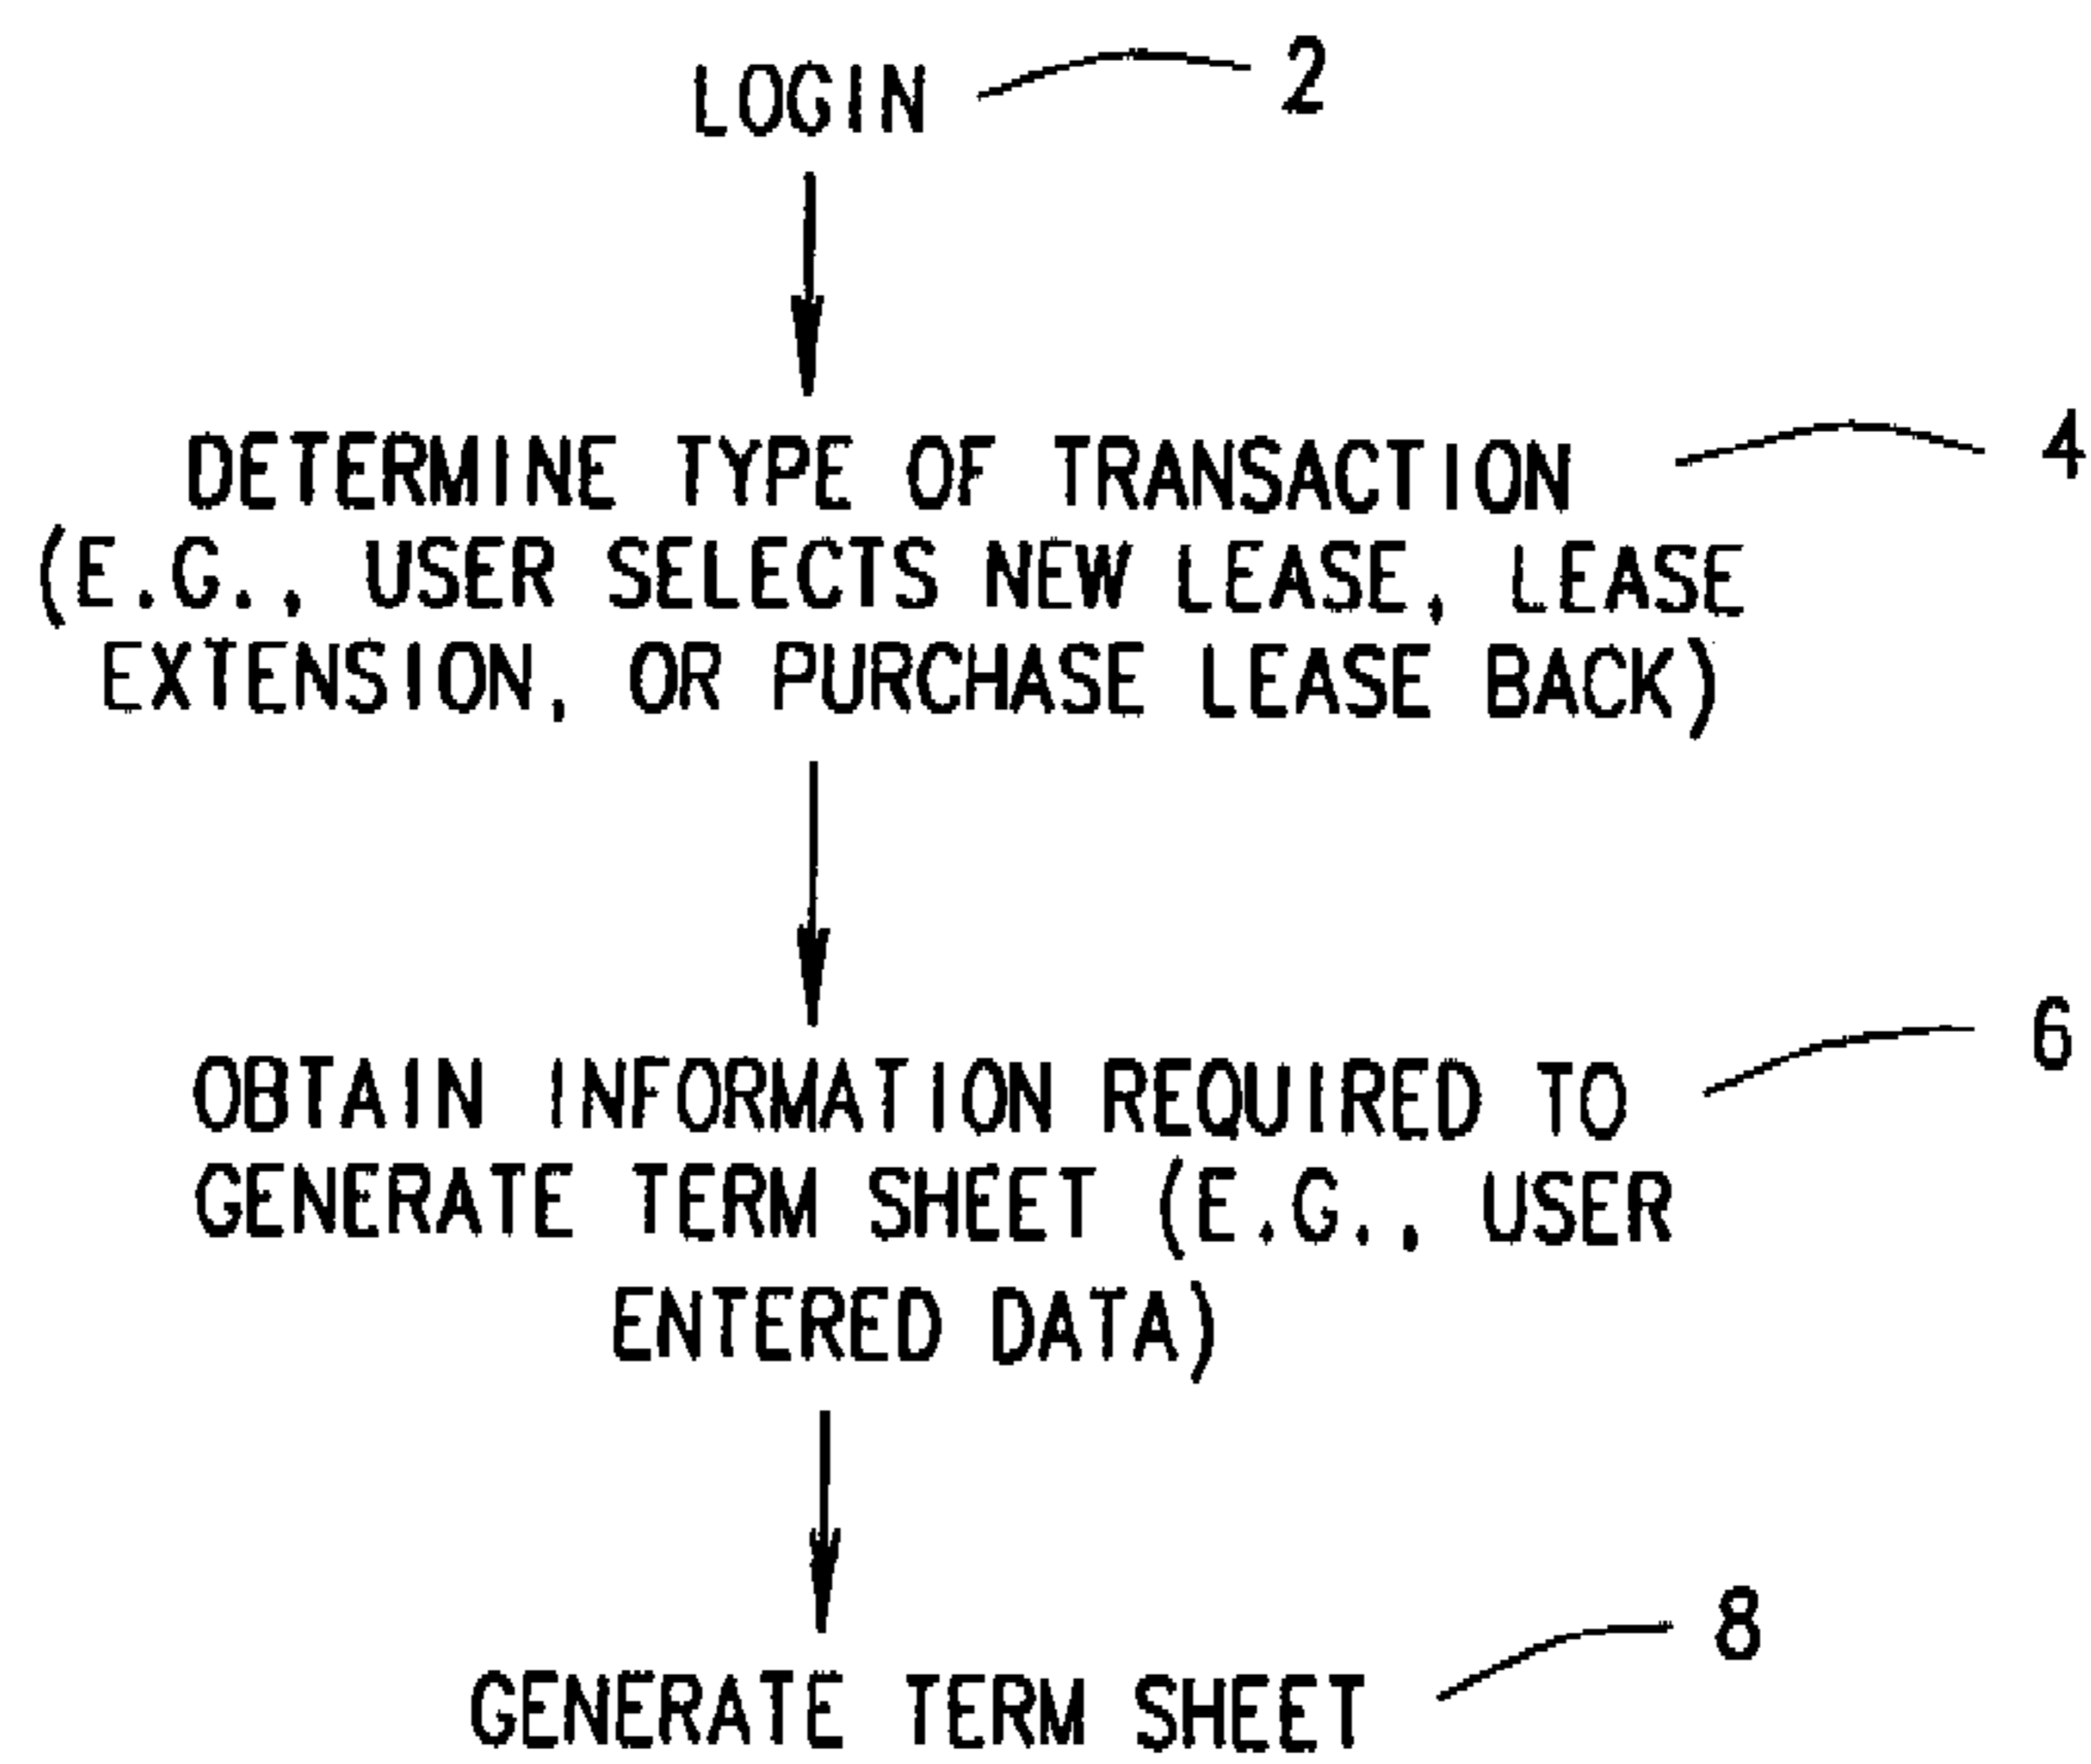 LOGIN 2
DETERMINE TYPE OF TRANSACTION 4
(E.G., USER SELECTS NEW LEASE, LEASE
EXTENSION, OR PURCHASE LEASE BACK)
OBTAIN INFORMATION REQUIRED TO 6
GENERATE TERM SHEET (E.G., USER
ENTERED DATA)
GENERATE TERM SHEET 8